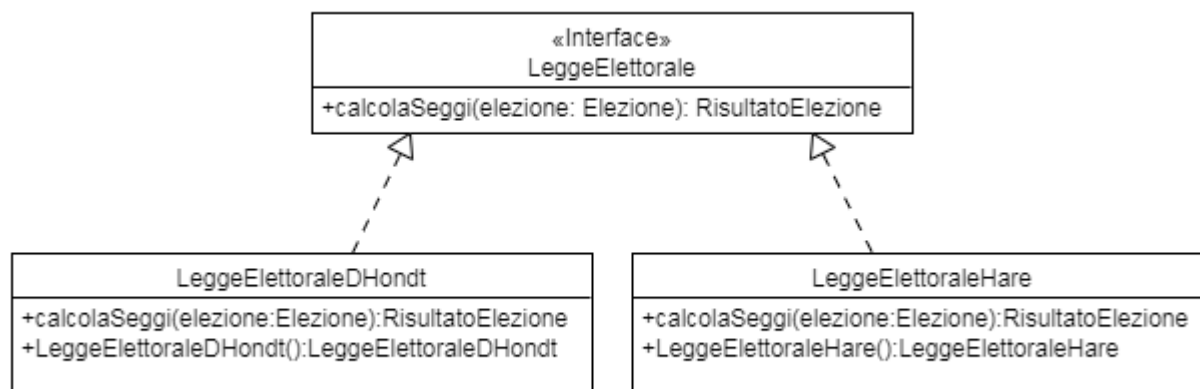 «Interface»
LeggeElettorale
+calcolaSeggi(elezione: Elezione): RisultatoElezione
LeggeElettoraleDHondt
+calcolaSeggi(elezione:Elezione):RisultatoElezione
+LeggeElettoraleDHondt():LeggeElettoraleDHondt
LeggeElettoraleHare
+calcolaSeggi(elezione:Elezione):RisultatoElezione
+LeggeElettoraleHare():LeggeElettoraleHare